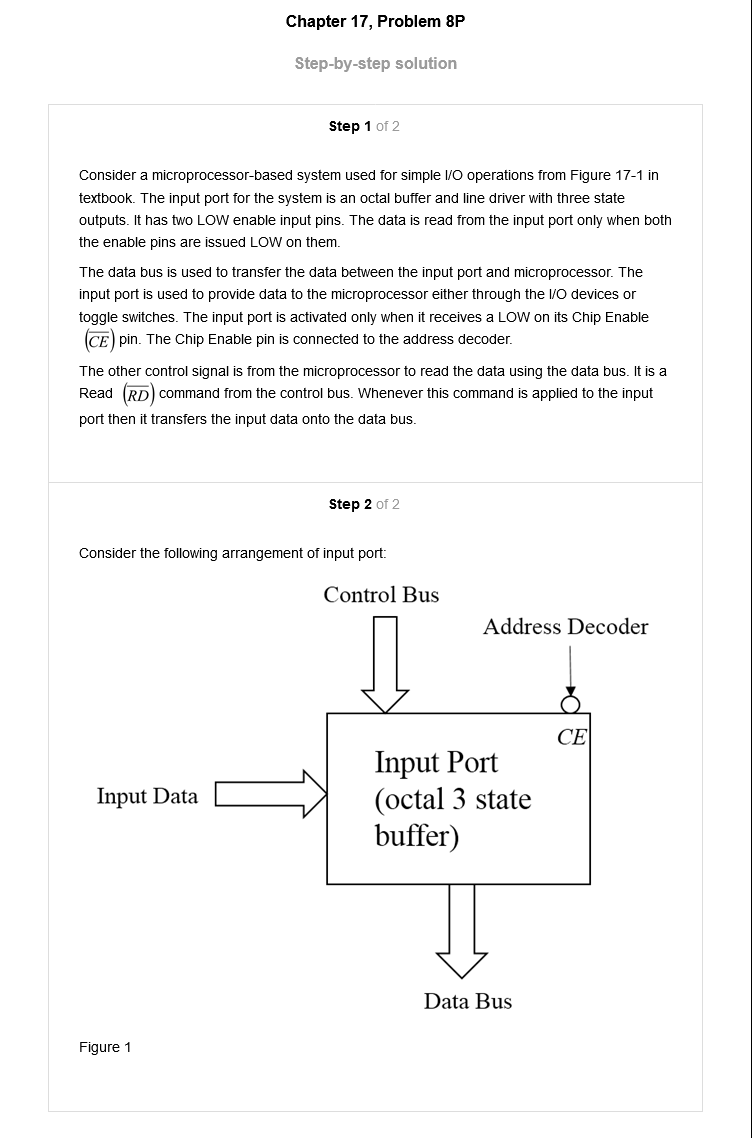 Chapter 17, Problem 8P
Step-by-step solution
Step 1 of 2
Consider a microprocessor-based system used for simple I/O operations from Figure 17-1 in
textbook. The input port for the system is an octal buffer and line driver with three state
outputs. It has two LOW enable input pins. The data is read from the input port only when both
the enable pins are issued LOW on them.
The data bus is used to transfer the data between the input port and microprocessor. The
input port is used to provide data to the microprocessor either through the I/O devices or
toggle switches. The input port is activated only when it receives a LOW on its Chip Enable
(C̅E̅) pin. The Chip Enable pin is connected to the address decoder.
The other control signal is from the microprocessor to read the data using the data bus. It is a
Read (R̅D̅) command from the control bus. Whenever this command is applied to the input
port then it transfers the input data onto the data bus.
Step 2 of 2
Consider the following arrangement of input port:
Control Bus
Address Decoder
CE
Input Port
(octal 3 state
buffer)
Input Data
Data Bus
Figure 1